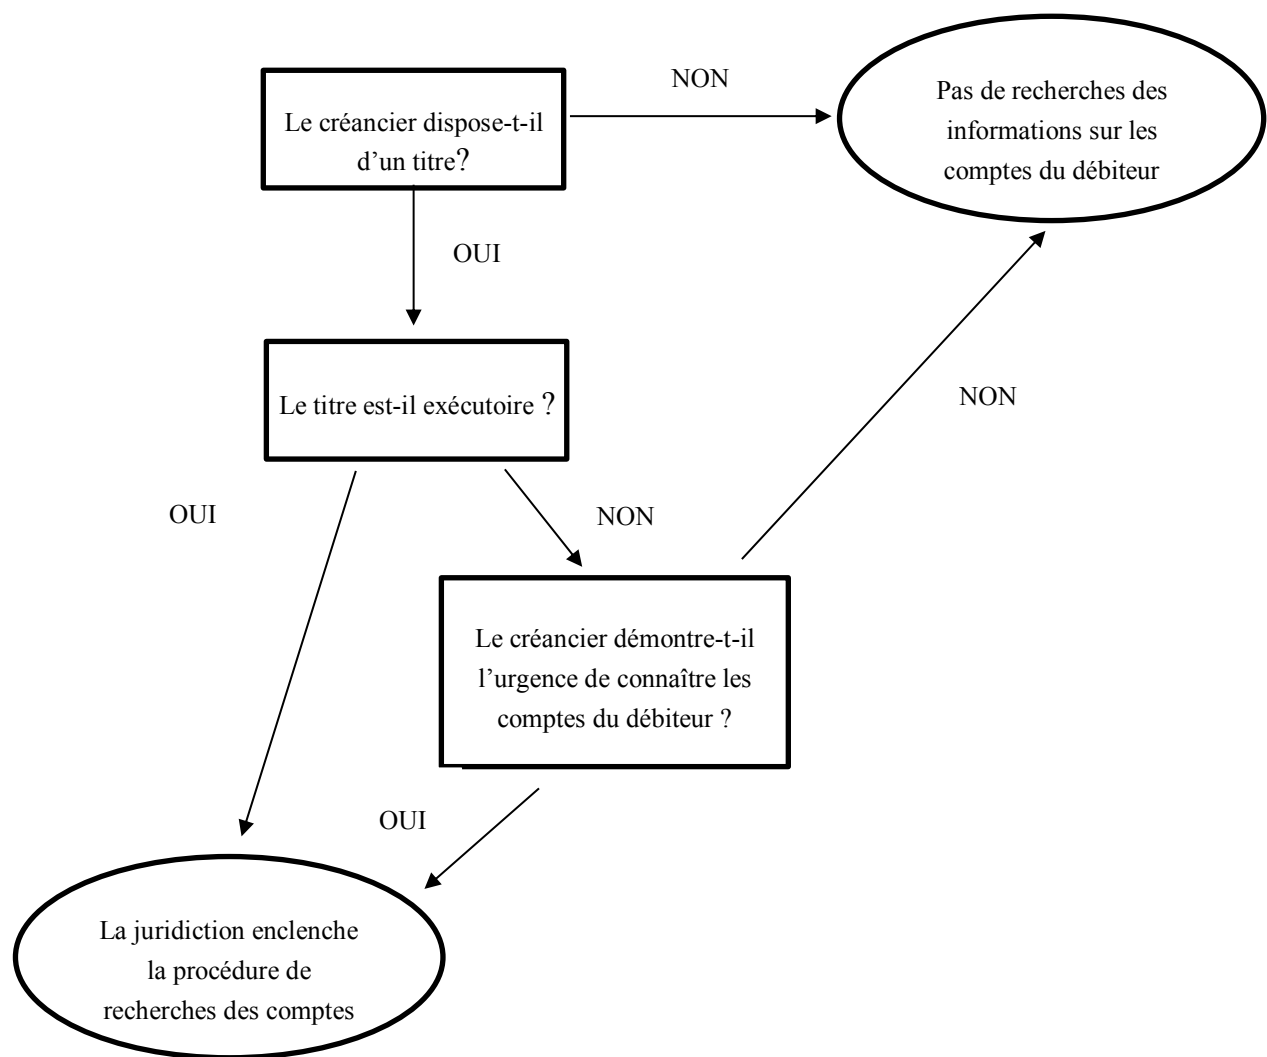 NON
Pas de recherches des
informations sur les
comptes du débiteur
Le créancier dispose-t-il
d’un titre?
OUI
Le titre est-il exécutoire ?
NON
OUI
NON
Le créancier démontre-t-il
l’urgence de connaître les
comptes du débiteur ?
OUI
La juridiction enclenche
la procédure de
recherches des comptes